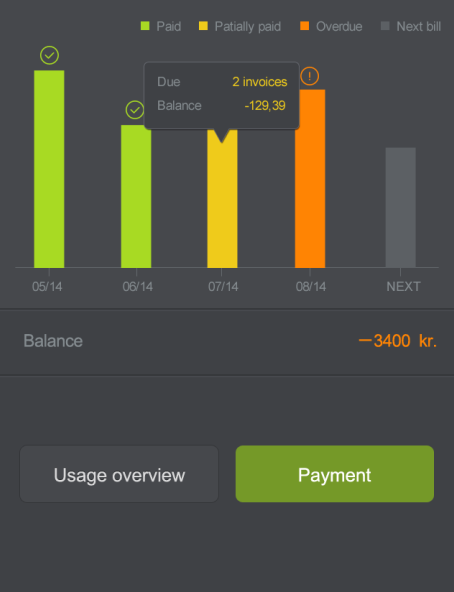 Paid Patially paid Overdue Next bill
Due 2 invoices
Balance -129,39
05/14 06/14 07/14 08/14 NEXT
Balance −3400 kr.
Usage overview Payment